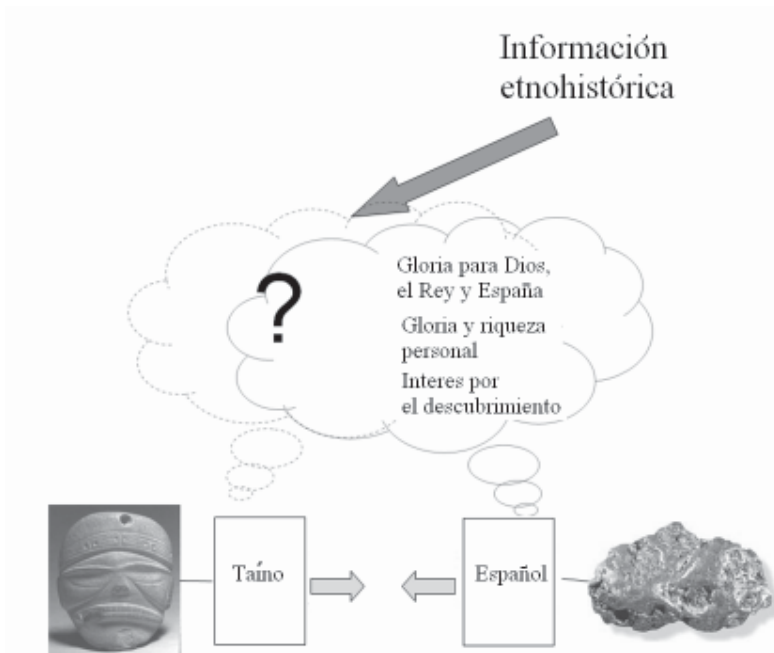 Información
etnohistórica
?
Gloria para Dios,
el Rey y España
Gloria y riqueza
personal
Interes por
el descubrimiento
Taíno
Español